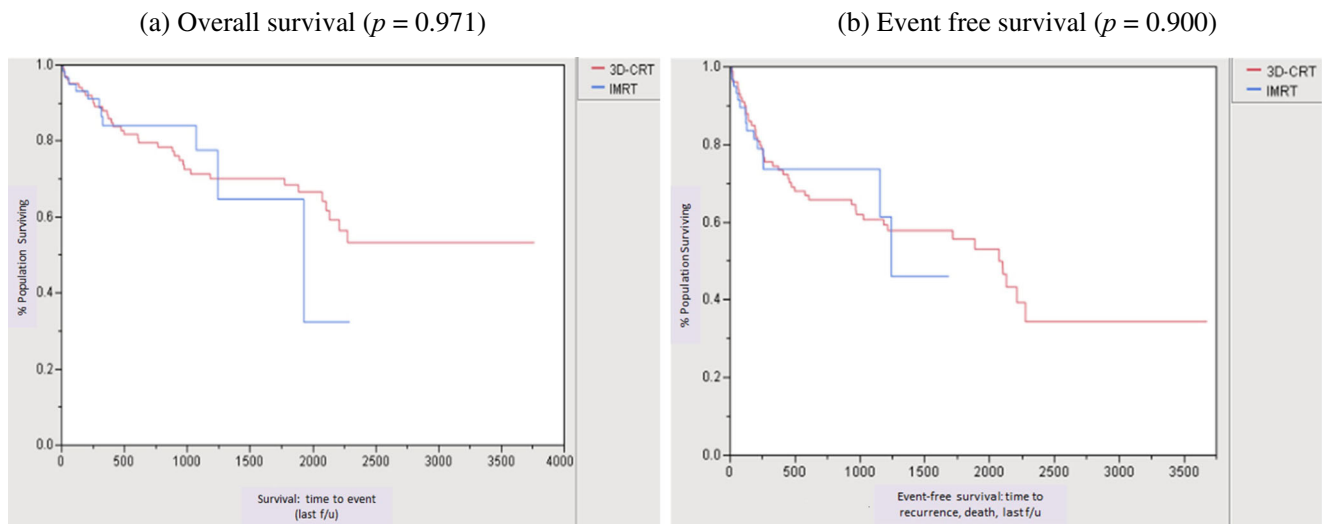 (a) Overall survival (p = 0.971)
1.0
0.8
0.6
0.4
0.2
0.0
% Population Surviving
0 500 1000 1500 2000 2500 3000 3500 4000
Survival: time to event
(last f/u)
3D-CRT
IMRT
(b) Event free survival (p = 0.900)
1.0
0.8
0.6
0.4
0.2
0.0
% Population Surviving
0 500 1000 1500 2000 2500 3000 3500
Event-free survival: time to
recurrence, death, last f/u
3D-CRT
IMRT